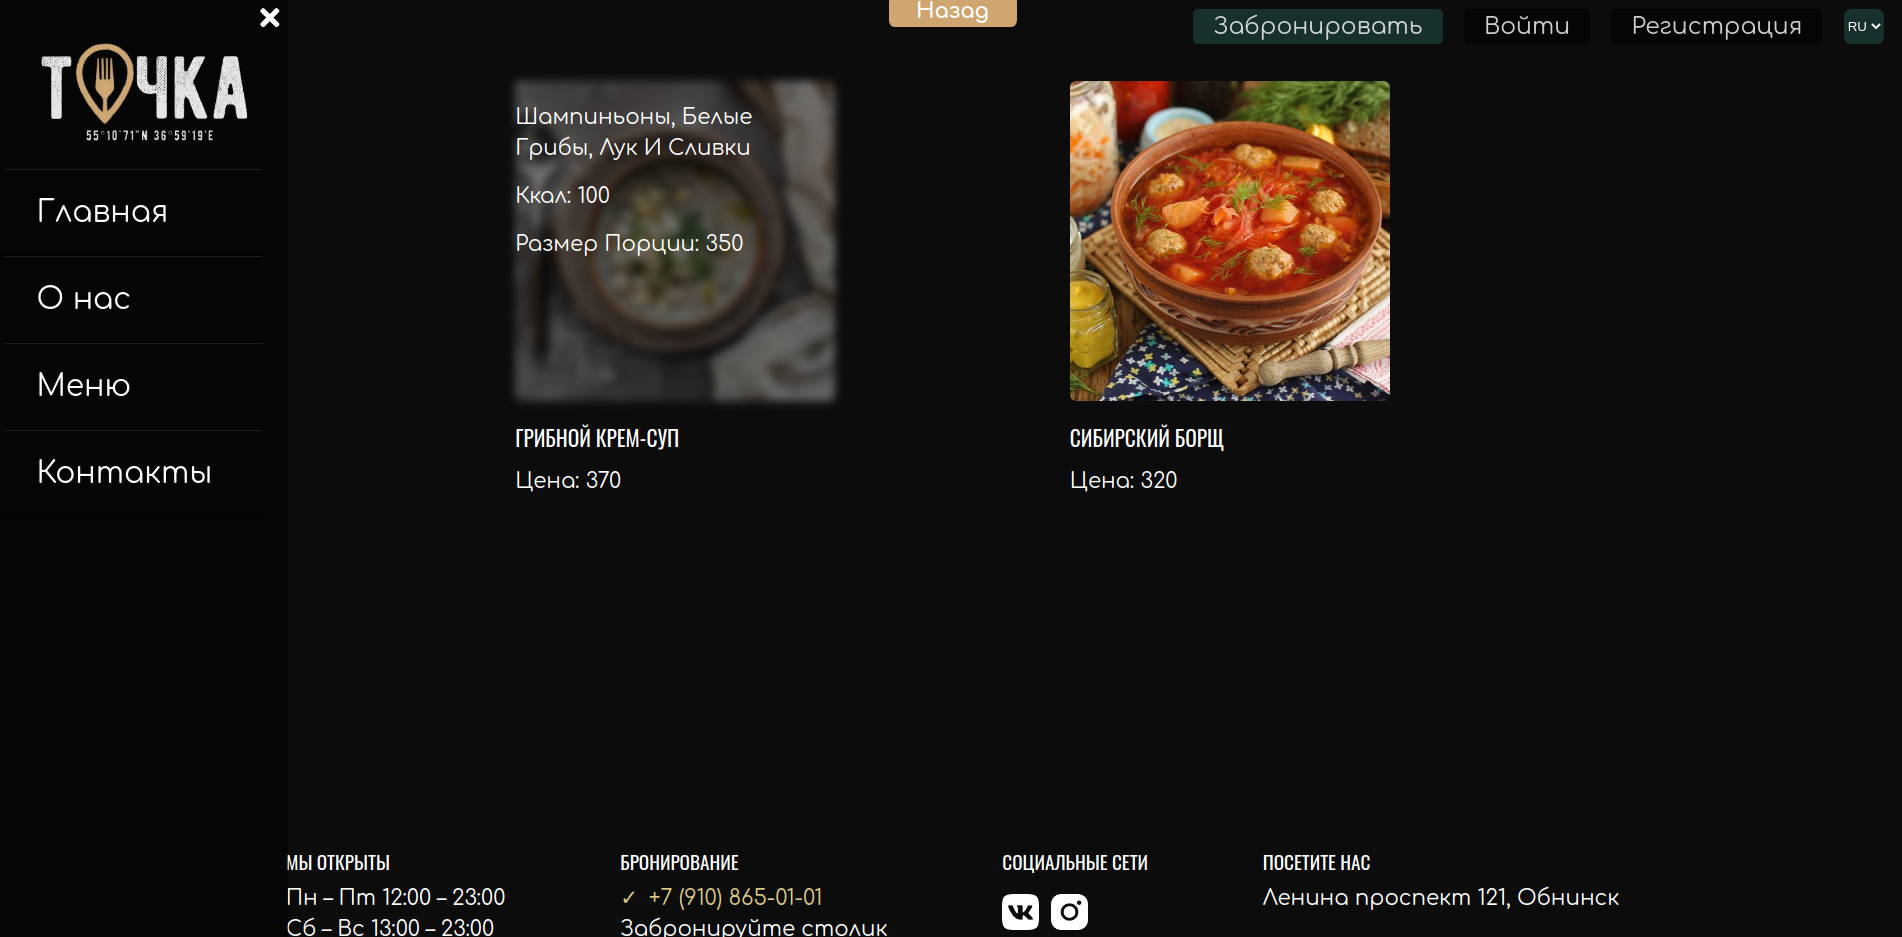 ТОЧКА
55°10'71"N 36°59'19'E
Главная
О нас
Меню
Контакты
Назад
Забронировать
Войти
Регистрация
RU
Шампиньоны, Белые
Грибы, Лук И Сливки
Ккал: 100
Размер Порции: 350
ГРИБНОЙ КРЕМ-СУП
Цена: 370
СИБИРСКИЙ БОРЩ
Цена: 320
МЫ ОТКРЫТЫ
Пн – Пт 12:00 – 23:00
Сб – Вс 13:00 – 23:00
БРОНИРОВАНИЕ
✓ +7 (910) 865-01-01
Забронируйте столик
СОЦИАЛЬНЫЕ СЕТИ
ПОСЕТИТЕ НАС
Ленина проспект 121, Обнинск